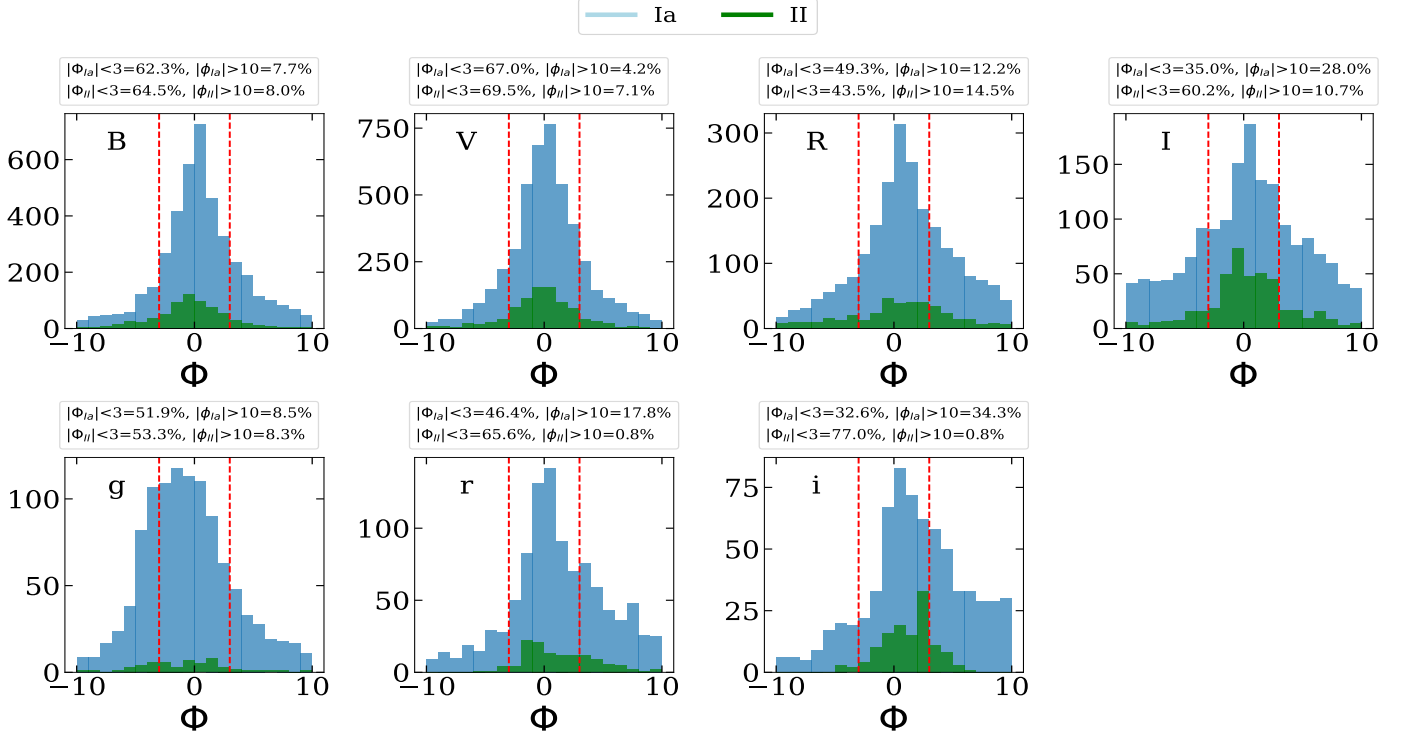 Ia II
|Φ_Ia|<3=62.3%, |ϕ_Ia|>10=7.7%
|Φ_II|<3=64.5%, |ϕ_II|>10=8.0%
|Φ_Ia|<3=67.0%, |ϕ_Ia|>10=4.2%
|Φ_II|<3=69.5%, |ϕ_II|>10=7.1%
|Φ_Ia|<3=49.3%, |ϕ_Ia|>10=12.2%
|Φ_II|<3=43.5%, |ϕ_II|>10=14.5%
|Φ_Ia|<3=35.0%, |ϕ_Ia|>10=28.0%
|Φ_II|<3=60.2%, |ϕ_II|>10=10.7%
B
600
400
200
0
−10 0 10
Φ
V
750
500
250
0
−10 0 10
Φ
R
300
200
100
0
−10 0 10
Φ
I
150
100
50
0
−10 0 10
Φ
|Φ_Ia|<3=51.9%, |ϕ_Ia|>10=8.5%
|Φ_II|<3=53.3%, |ϕ_II|>10=8.3%
|Φ_Ia|<3=46.4%, |ϕ_Ia|>10=17.8%
|Φ_II|<3=65.6%, |ϕ_II|>10=0.8%
|Φ_Ia|<3=32.6%, |ϕ_Ia|>10=34.3%
|Φ_II|<3=77.0%, |ϕ_II|>10=0.8%
g
100
50
0
−10 0 10
Φ
r
100
50
0
−10 0 10
Φ
i
75
50
25
0
−10 0 10
Φ